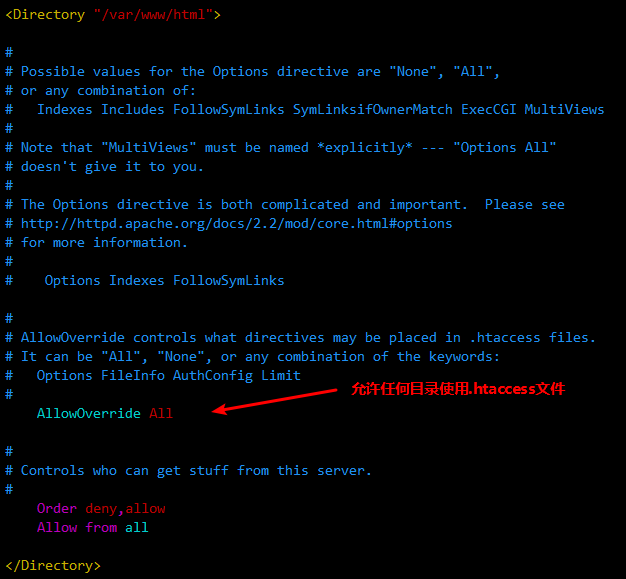 <Directory "/var/www/html">
#
# Possible values for the Options directive are "None", "All",
# or any combination of:
#   Indexes Includes FollowSymLinks SymLinksifOwnerMatch ExecCGI MultiViews
#
# Note that "MultiViews" must be named *explicitly* --- "Options All"
# doesn't give it to you.
#
# The Options directive is both complicated and important.  Please see
# http://httpd.apache.org/docs/2.2/mod/core.html#options
# for more information.
#
#    Options Indexes FollowSymLinks
#
# AllowOverride controls what directives may be placed in .htaccess files.
# It can be "All", "None", or any combination of the keywords:
#   Options FileInfo AuthConfig Limit
#
允许任何目录使用.htaccess文件
    AllowOverride All
#
# Controls who can get stuff from this server.
#
    Order deny,allow
    Allow from all
</Directory>